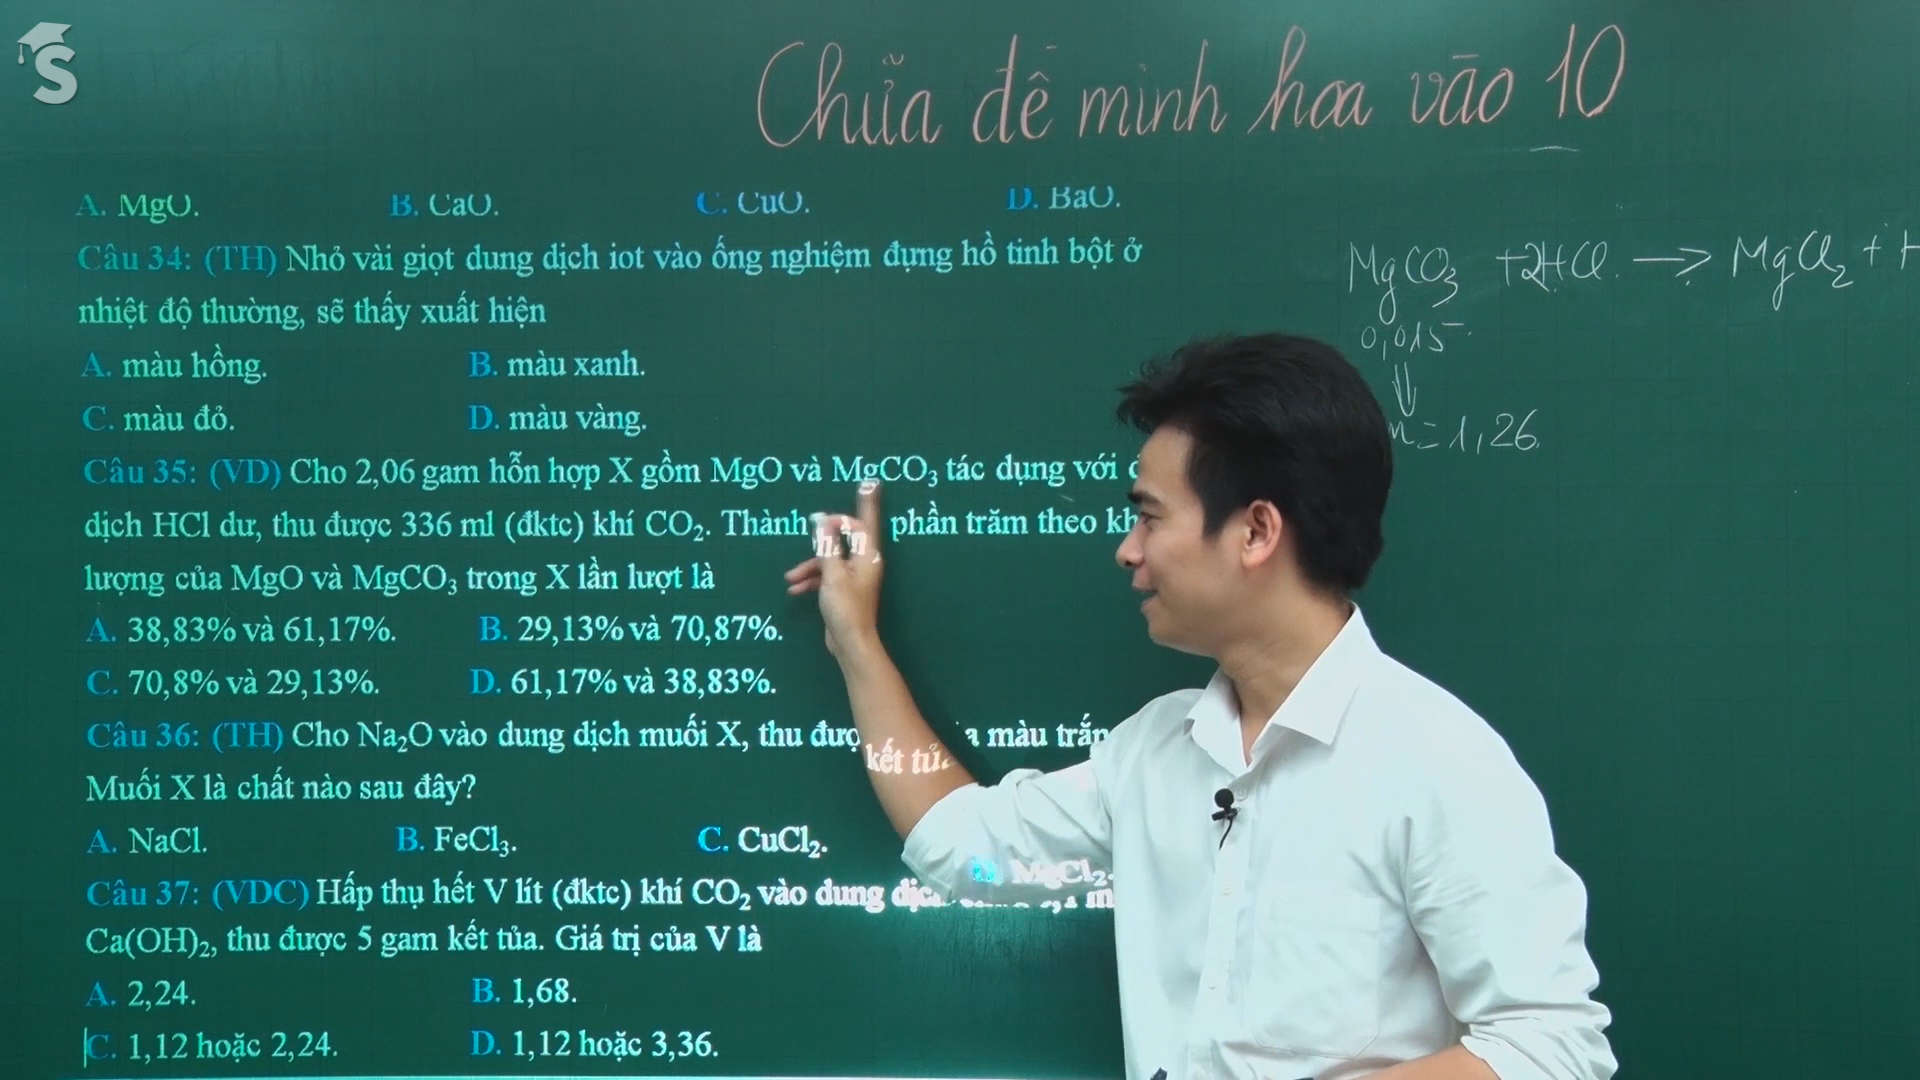 S
Chữa đề minh hoạ vào 10
A. MgO. B. CaO. C. CuO. D. BaO.
Câu 34: (TH) Nhỏ vài giọt dung dịch iot vào ống nghiệm đựng hồ tinh bột ở
nhiệt độ thường, sẽ thấy xuất hiện
A. màu hồng. B. màu xanh.
C. màu đỏ. D. màu vàng.
Câu 35: (VD) Cho 2,06 gam hỗn hợp X gồm MgO và MgCO₃ tác dụng với
dịch HCl dư, thu được 336 ml (đktc) khí CO₂. Thành phần phần trăm theo kh
lượng của MgO và MgCO₃ trong X lần lượt là
A. 38,83% và 61,17%. B. 29,13% và 70,87%.
C. 70,8% và 29,13%. D. 61,17% và 38,83%.
Câu 36: (TH) Cho Na₂O vào dung dịch muối X, thu được kết tủa màu trắng
Muối X là chất nào sau đây?
A. NaCl. B. FeCl₃. C. CuCl₂. D. MgCl₂.
Câu 37: (VDC) Hấp thụ hết V lít (đktc) khí CO₂ vào dung dịch
Ca(OH)₂, thu được 5 gam kết tủa. Giá trị của V là
A. 2,24. B. 1,68.
C. 1,12 hoặc 2,24. D. 1,12 hoặc 3,36.
MgCO₃ + 2HCl → MgCl₂ + H
0,015
m = 1,26